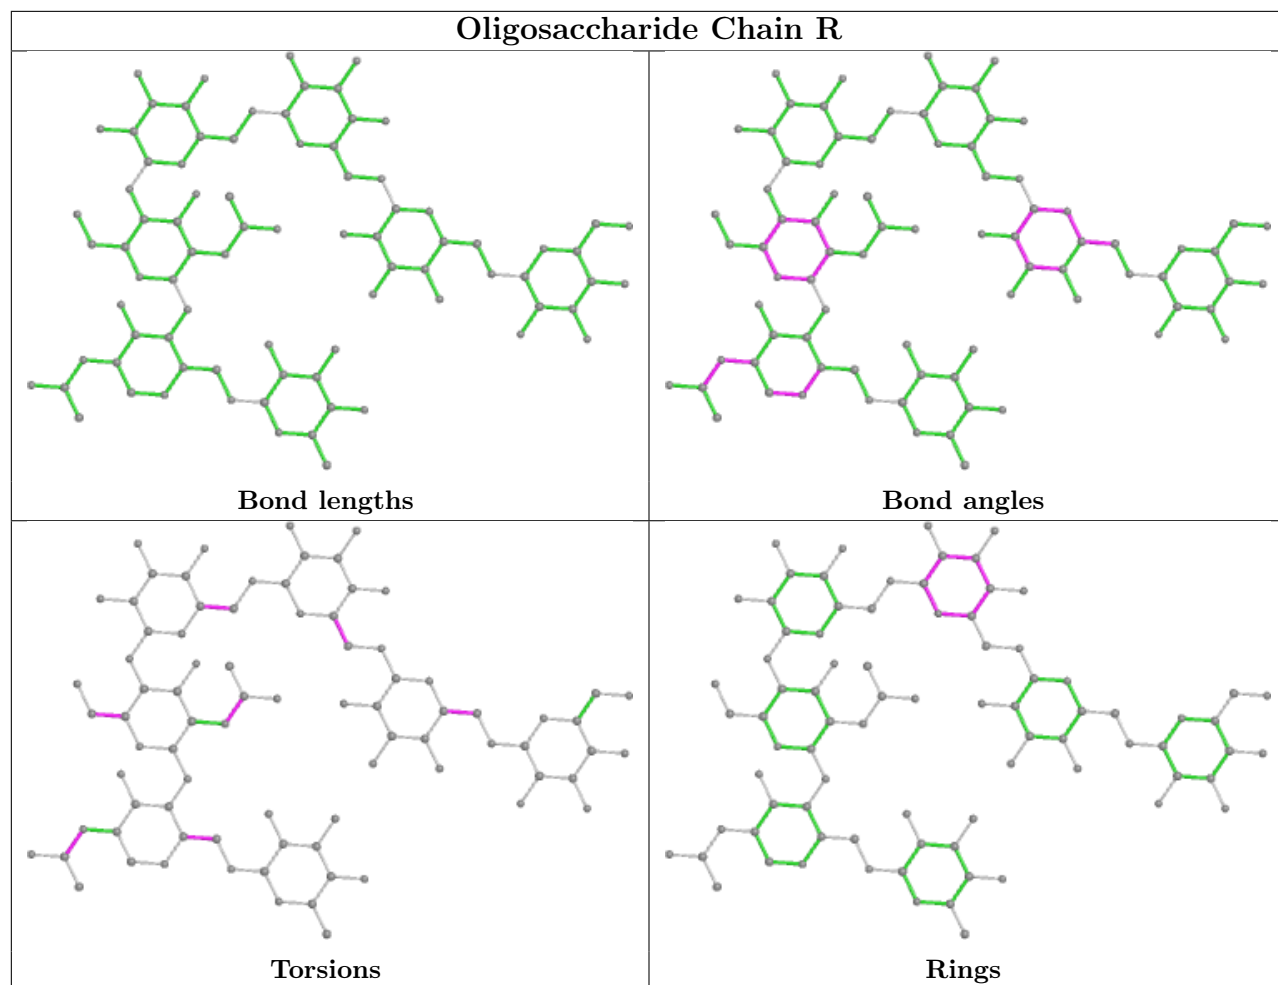 Oligosaccharide Chain R
Bond lengths
Bond angles
Torsions
Rings